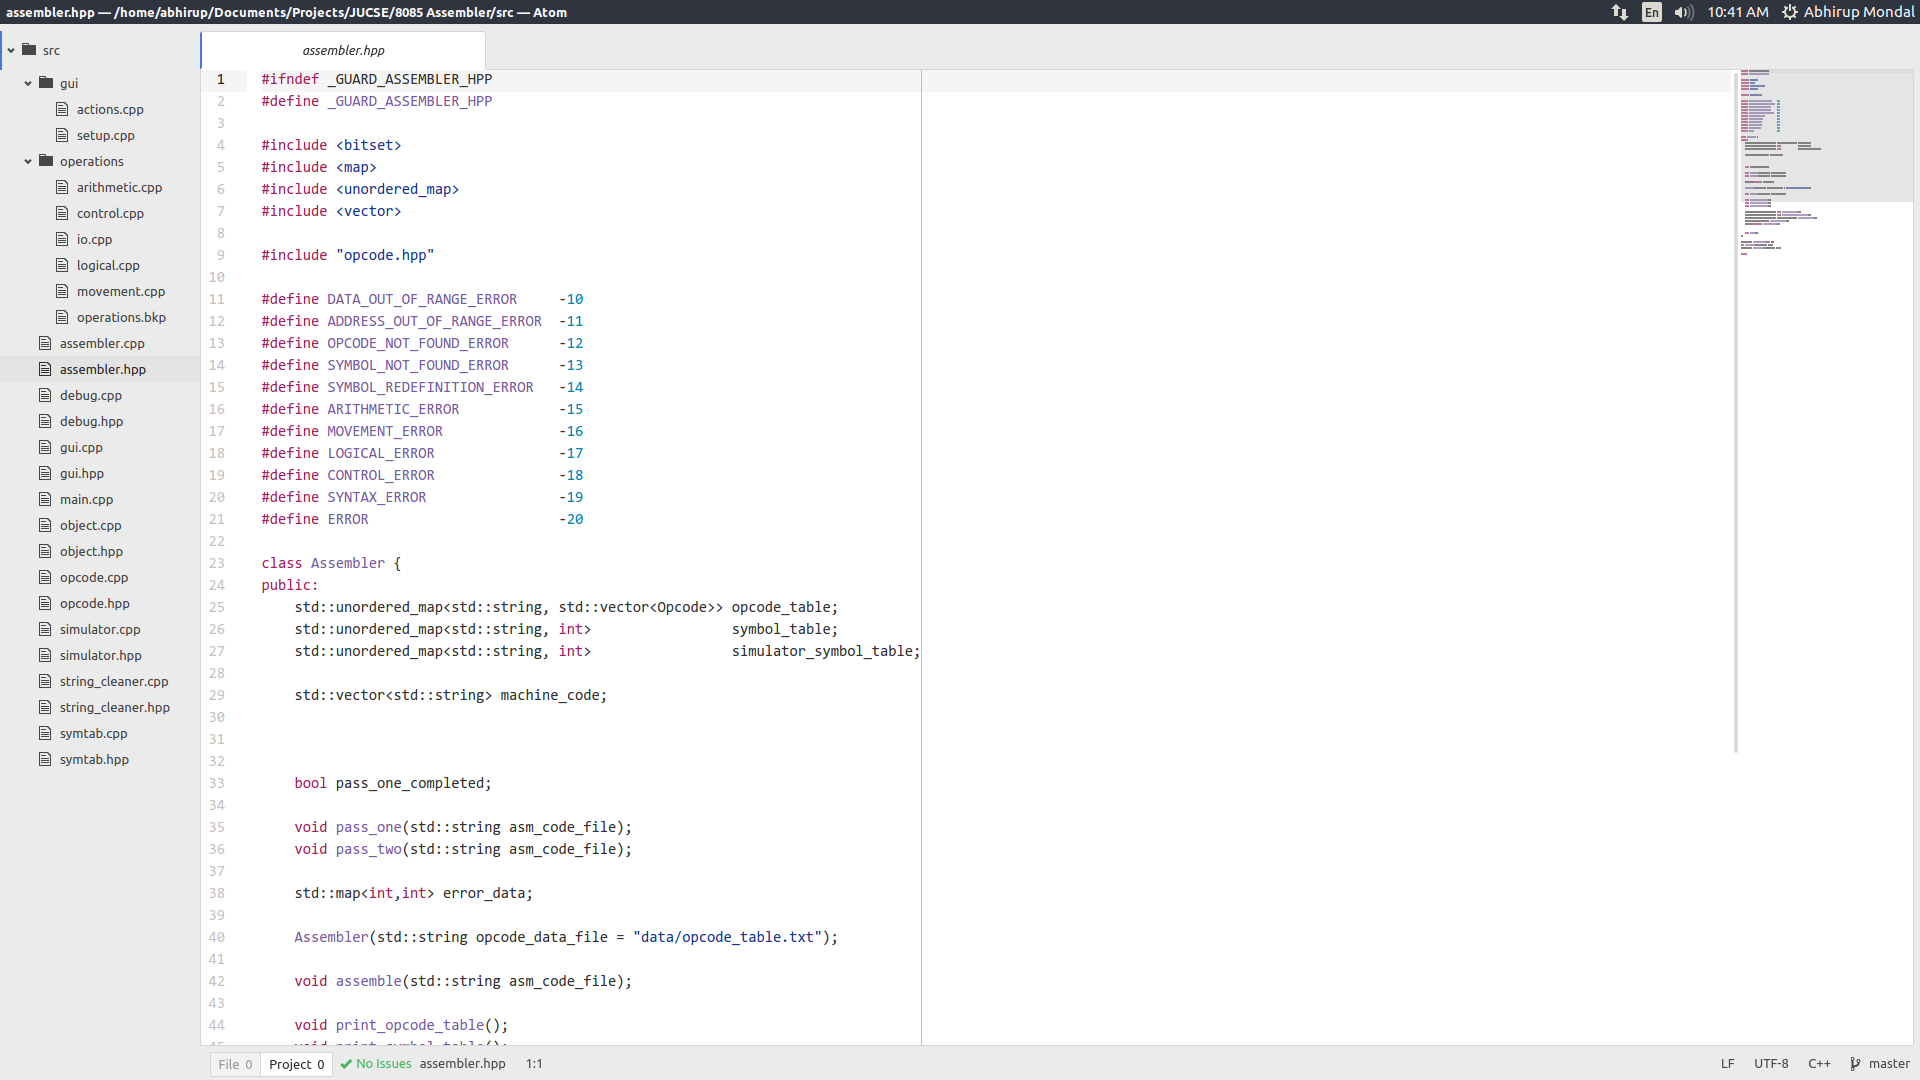 assembler.hpp — /home/abhirup/Documents/Projects/JUCSE/8085 Assembler/src — Atom
En
10:41 AM
Abhirup Mondal
src
gui
actions.cpp
setup.cpp
operations
arithmetic.cpp
control.cpp
io.cpp
logical.cpp
movement.cpp
operations.bkp
assembler.cpp
assembler.hpp
debug.cpp
debug.hpp
gui.cpp
gui.hpp
main.cpp
object.cpp
object.hpp
opcode.cpp
opcode.hpp
simulator.cpp
simulator.hpp
string_cleaner.cpp
string_cleaner.hpp
symtab.cpp
symtab.hpp
assembler.hpp
1 #ifndef _GUARD_ASSEMBLER_HPP
2 #define _GUARD_ASSEMBLER_HPP
3
4 #include <bitset>
5 #include <map>
6 #include <unordered_map>
7 #include <vector>
8
9 #include "opcode.hpp"
10
11 #define DATA_OUT_OF_RANGE_ERROR     -10
12 #define ADDRESS_OUT_OF_RANGE_ERROR  -11
13 #define OPCODE_NOT_FOUND_ERROR      -12
14 #define SYMBOL_NOT_FOUND_ERROR      -13
15 #define SYMBOL_REDEFINITION_ERROR   -14
16 #define ARITHMETIC_ERROR            -15
17 #define MOVEMENT_ERROR              -16
18 #define LOGICAL_ERROR               -17
19 #define CONTROL_ERROR               -18
20 #define SYNTAX_ERROR                -19
21 #define ERROR                       -20
22
23 class Assembler {
24 public:
25     std::unordered_map<std::string, std::vector<Opcode>> opcode_table;
26     std::unordered_map<std::string, int>                 symbol_table;
27     std::unordered_map<std::string, int>                 simulator_symbol_table;
28
29     std::vector<std::string> machine_code;
30
31
32
33     bool pass_one_completed;
34
35     void pass_one(std::string asm_code_file);
36     void pass_two(std::string asm_code_file);
37
38     std::map<int,int> error_data;
39
40     Assembler(std::string opcode_data_file = "data/opcode_table.txt");
41
42     void assemble(std::string asm_code_file);
43
44     void print_opcode_table();
45     void print_symbol_table();
File 0
Project 0
No Issues
assembler.hpp
1:1
LF
UTF-8
C++
master